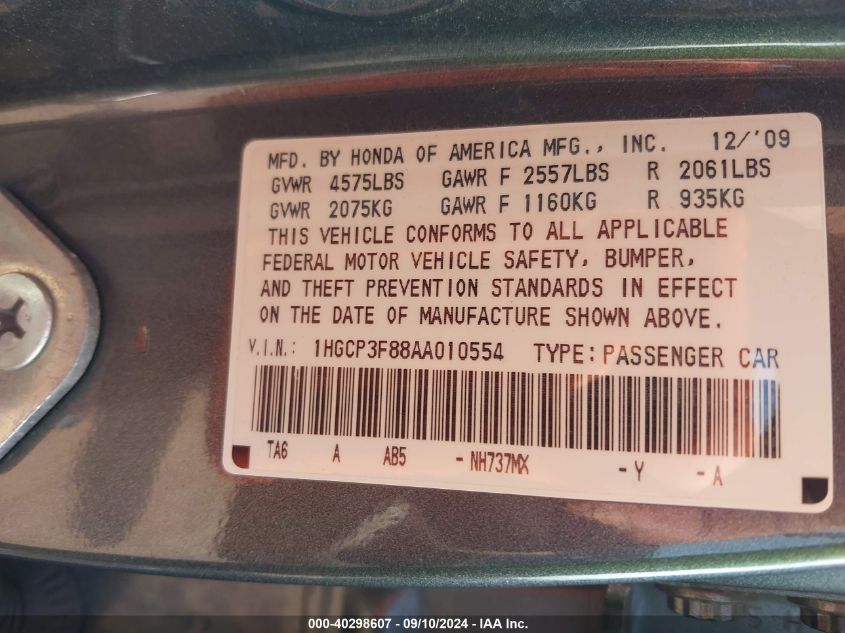 MFD. BY HONDA OF AMERICA MFG., INC. 12/'09
GVWR 4575LBS GAWR F 2557LBS R 2061LBS
GVWR 2075KG GAWR F 1160KG R 935KG
THIS VEHICLE CONFORMS TO ALL APPLICABLE
FEDERAL MOTOR VEHICLE SAFETY, BUMPER,
AND THEFT PREVENTION STANDARDS IN EFFECT
ON THE DATE OF MANUFACTURE SHOWN ABOVE.
V.I.N.: 1HGCP3F88AA010554 TYPE: PASSENGER CAR
TA6 A AB5 - NH737MX - Y - A
000-40298607 - 09/10/2024 - IAA Inc.